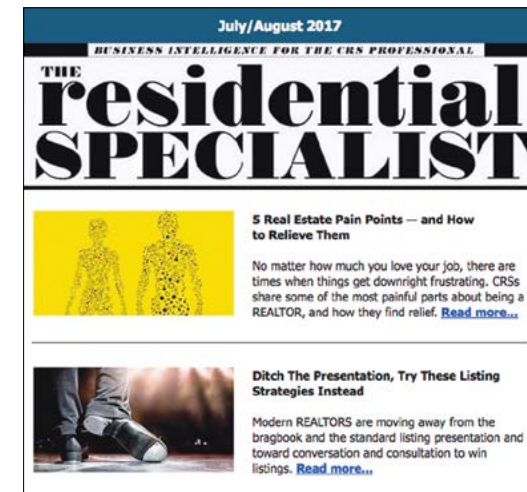 July/August 2017
BUSINESS INTELLIGENCE FOR THE CRS PROFESSIONAL
THE
residential
SPECIALIST
5 Real Estate Pain Points — and How
to Relieve Them
No matter how much you love your job, there are
times when things get downright frustrating. CRSs
share some of the most painful parts about being a
REALTOR, and how they find relief. Read more...
Ditch The Presentation, Try These Listing
Strategies Instead
Modern REALTORS are moving away from the
bragbook and the standard listing presentation and
toward conversation and consultation to win
listings. Read more...